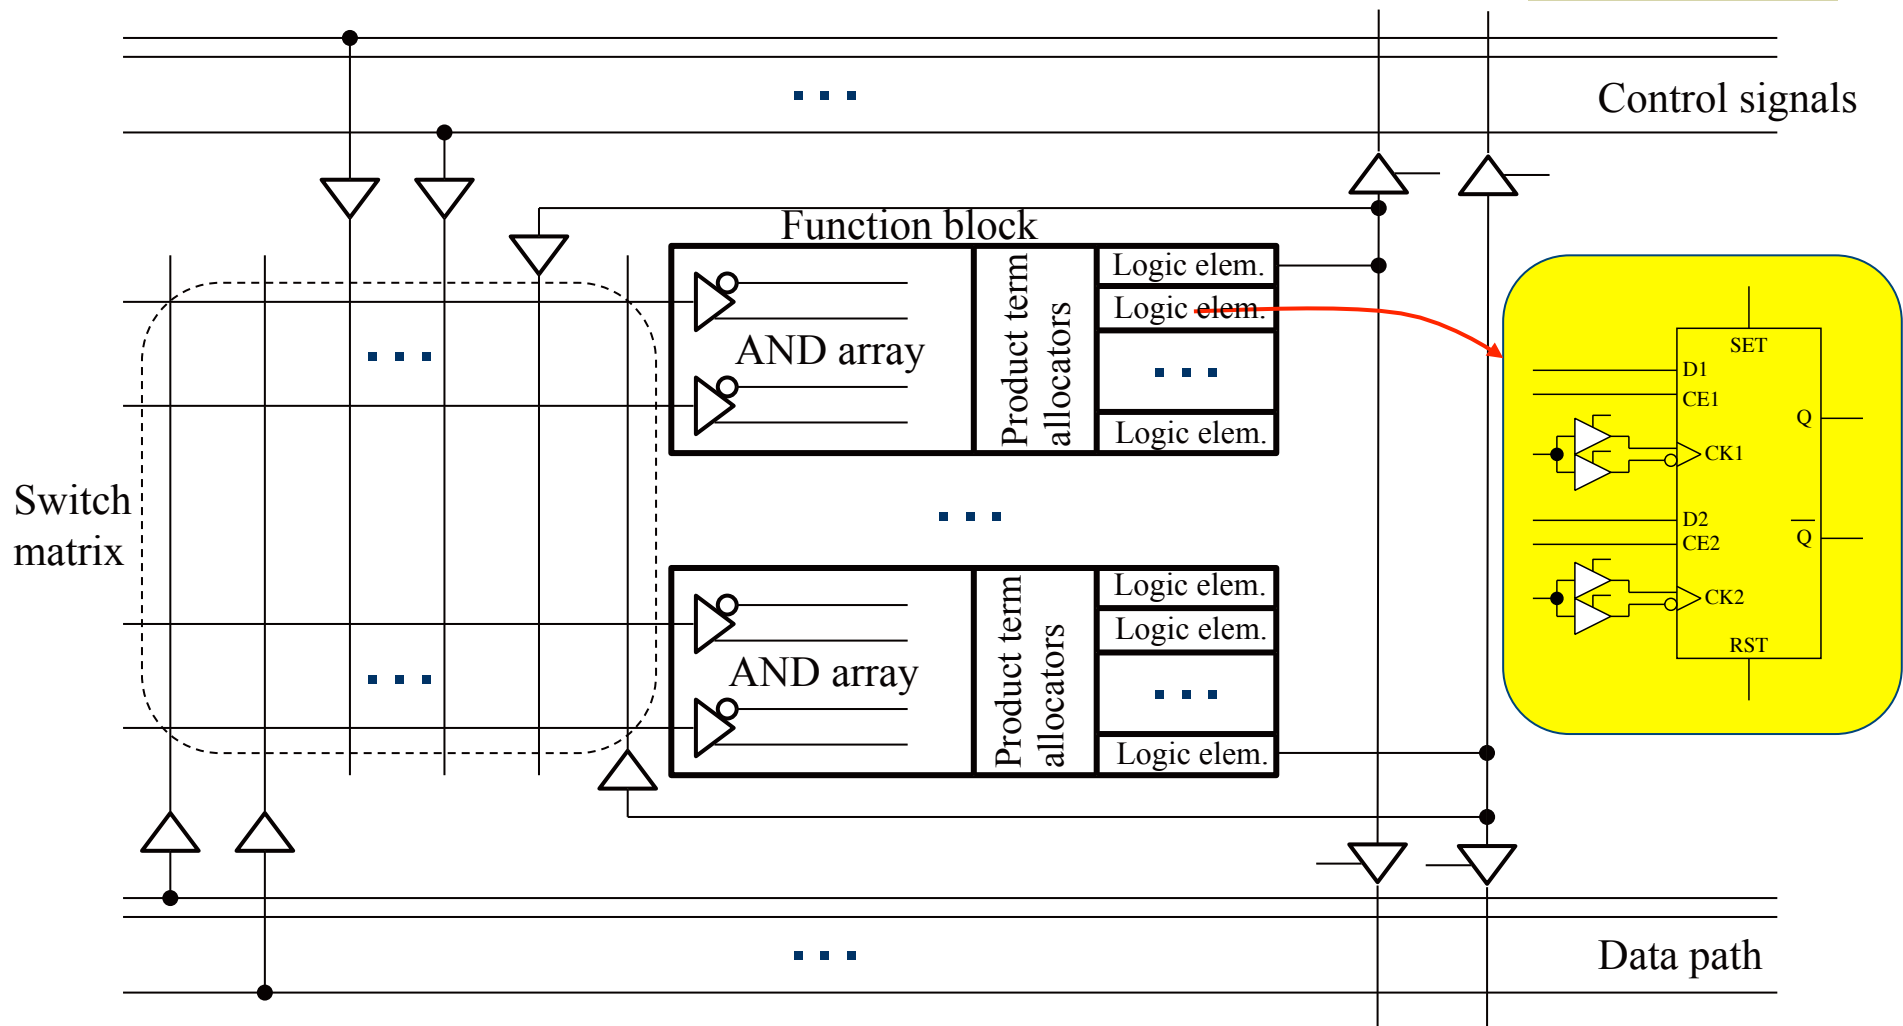 Control signals
Function block
Logic elem.
Logic elem.
AND array
Product term
allocators
Logic elem.
Switch
matrix
Logic elem.
Logic elem.
AND array
Product term
allocators
Logic elem.
SET
D1
CE1
Q
CK1
D2
CE2
Q
CK2
RST
Data path